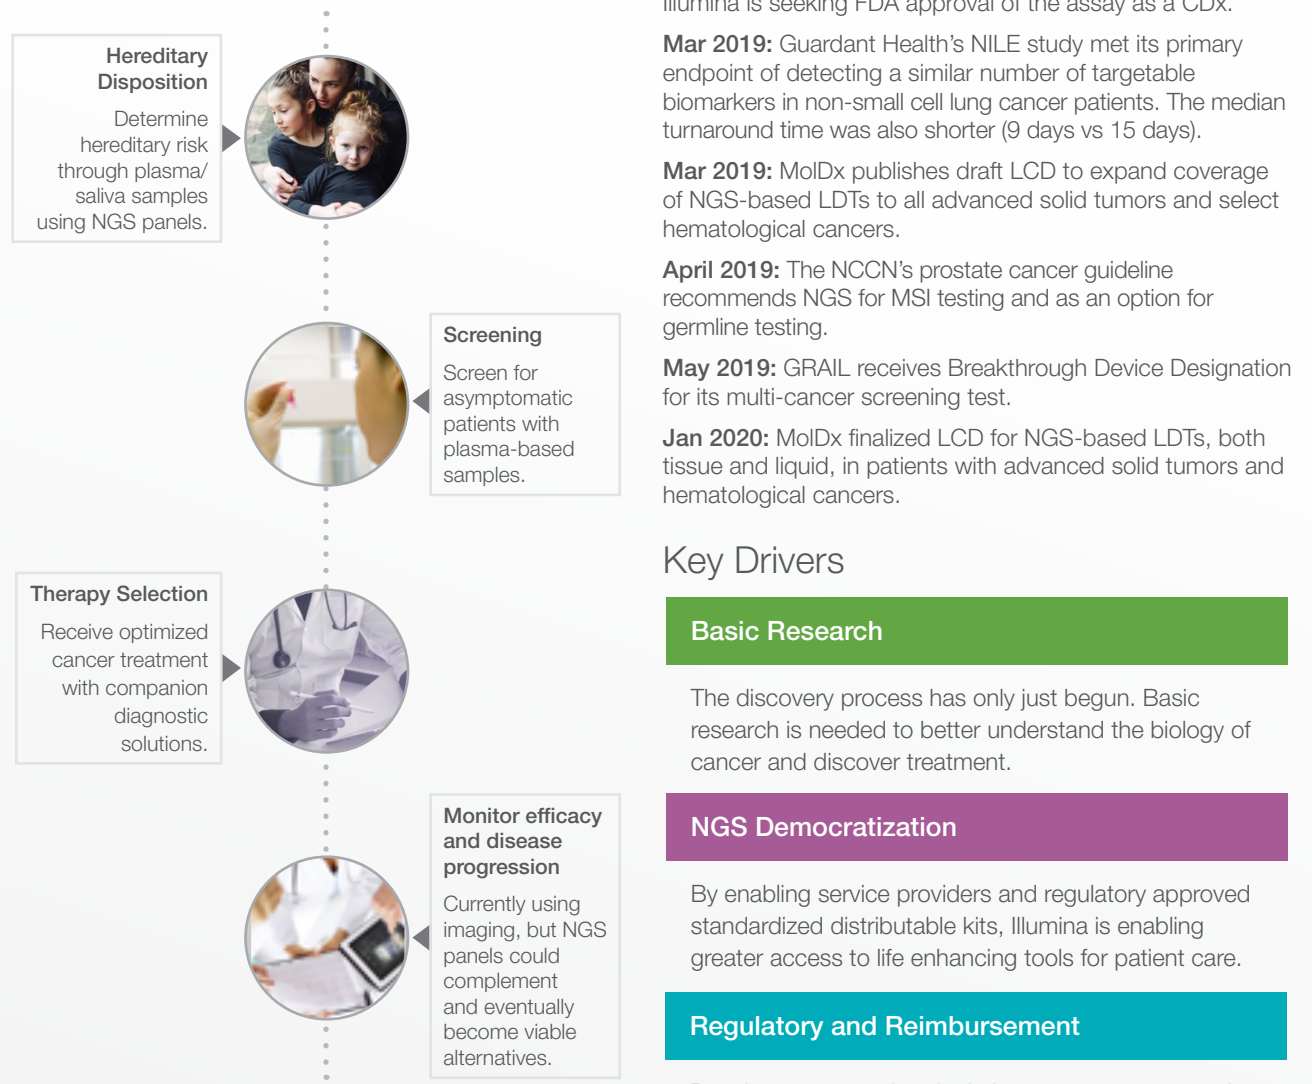 Hereditary
Disposition
Determine
hereditary risk
through plasma/
saliva samples
using NGS panels.
Screening
Screen for
asymptomatic
patients with
plasma-based
samples.
Therapy Selection
Receive optimized
cancer treatment
with companion
diagnostic
solutions.
Monitor efficacy
and disease
progression
Currently using
imaging, but NGS
panels could
complement
and eventually
become viable
alternatives.
Illumina is seeking FDA approval of the assay as a CDx.
Mar 2019: Guardant Health’s NILE study met its primary
endpoint of detecting a similar number of targetable
biomarkers in non-small cell lung cancer patients. The median
turnaround time was also shorter (9 days vs 15 days).
Mar 2019: MolDx publishes draft LCD to expand coverage
of NGS-based LDTs to all advanced solid tumors and select
hematological cancers.
April 2019: The NCCN’s prostate cancer guideline
recommends NGS for MSI testing and as an option for
germline testing.
May 2019: GRAIL receives Breakthrough Device Designation
for its multi-cancer screening test.
Jan 2020: MolDx finalized LCD for NGS-based LDTs, both
tissue and liquid, in patients with advanced solid tumors and
hematological cancers.
Key Drivers
Basic Research
The discovery process has only just begun. Basic
research is needed to better understand the biology of
cancer and discover treatment.
NGS Democratization
By enabling service providers and regulatory approved
standardized distributable kits, Illumina is enabling
greater access to life enhancing tools for patient care.
Regulatory and Reimbursement